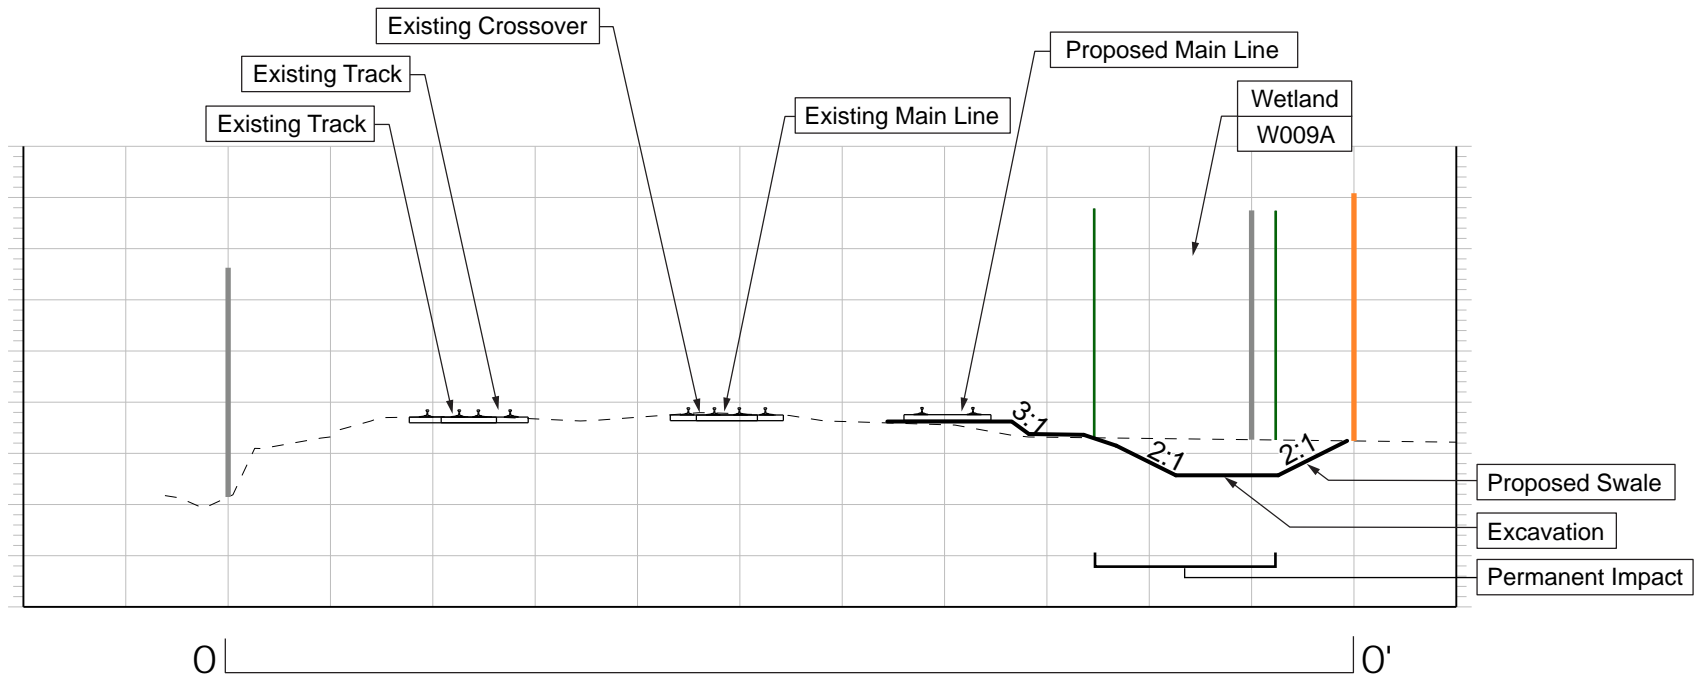 Existing Crossover
Proposed Main Line
Existing Track
Wetland
W009A
Existing Track
Existing Main Line
3:1
2:1
2:1
Proposed Swale
Excavation
Permanent Impact
O
O'